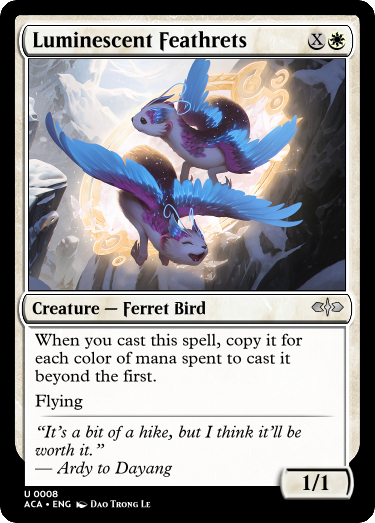 Luminescent Feathrets X
Creature — Ferret Bird
When you cast this spell, copy it for
each color of mana spent to cast it
beyond the first.
Flying
“It’s a bit of a hike, but I think it’ll be
worth it.”
— Ardy to Dayang
1/1
U 0008
ACA • ENG Dao Trong Le